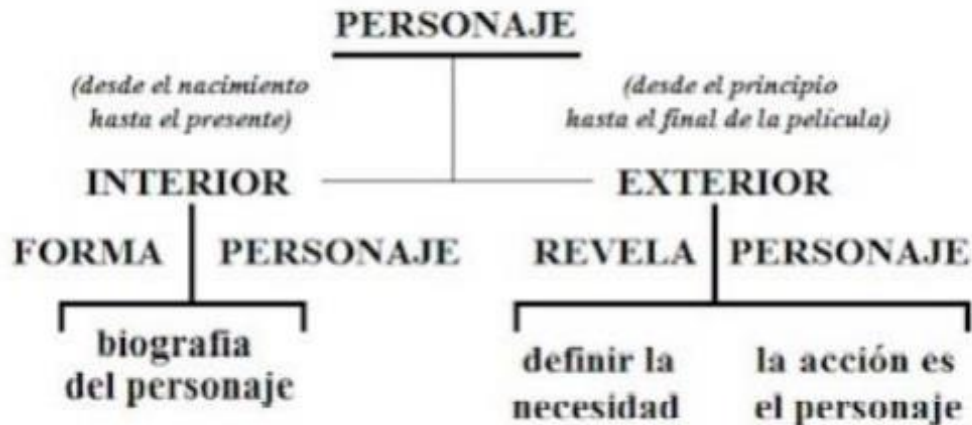 PERSONAJE
(desde el nacimiento
hasta el presente)
(desde el principio
hasta el final de la película)
INTERIOR
EXTERIOR
FORMA PERSONAJE
REVELA PERSONAJE
biografia
del personaje
definir la
necesidad
la acción es
el personaje